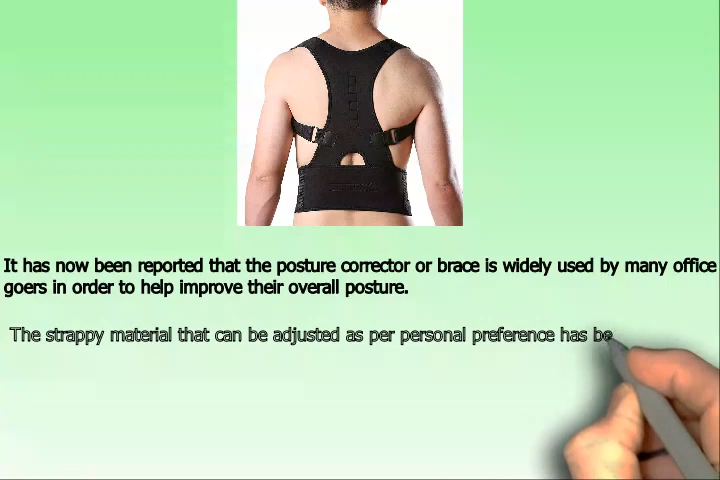 It has now been reported that the posture corrector or brace is widely used by many office
goers in order to help improve their overall posture.
The strappy material that can be adjusted as per personal preference has be